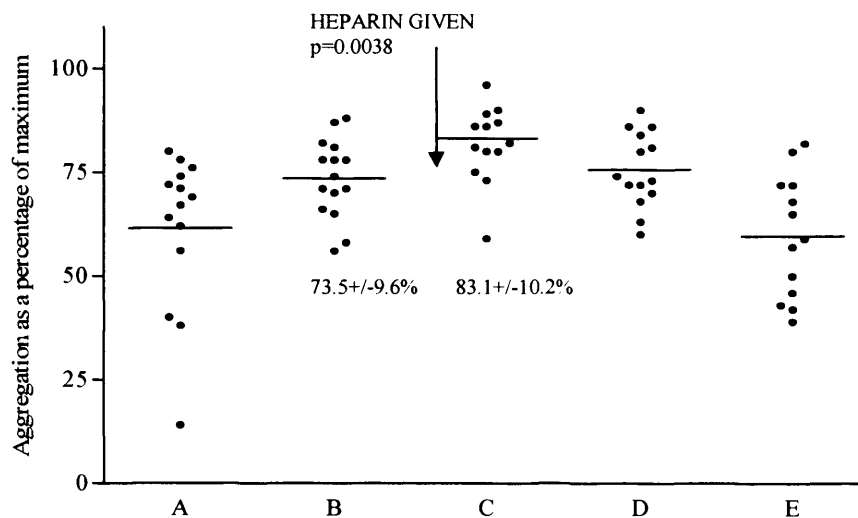 HEPARIN GIVEN
p=0.0038
Aggregation as a percentage of maximum
100
75
50
25
0
73.5+/-9.6%
83.1+/-10.2%
A B C D E